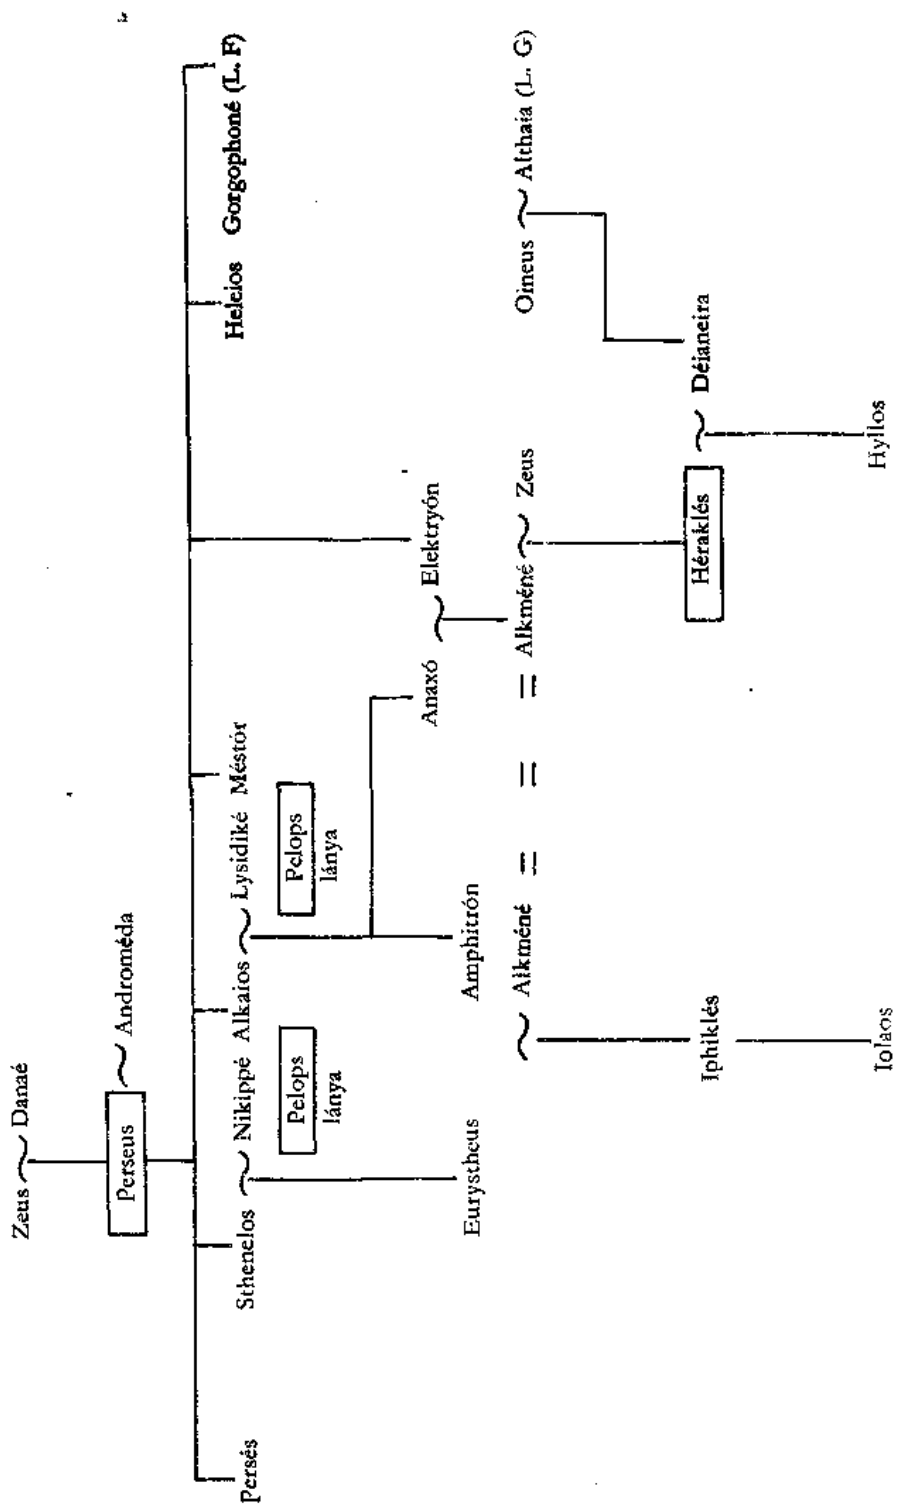 Zeus ~ Danaé
Perseus ~ Androméda
Persés Sthenelos ~ Nikippé Alkaios ~ Lysidiké Méstór Heleios Gorgophoné (L. F)
Pelops lánya
Pelops lánya
Eurystheus Amphitrón Anaxó ~ Elektryón
~ Alkméné = = = Alkméné ~ Zeus Oineus ~ Althaia (L. G)
Iphiklés Héraklés ~ Déianeira
Iolaos Hyllos